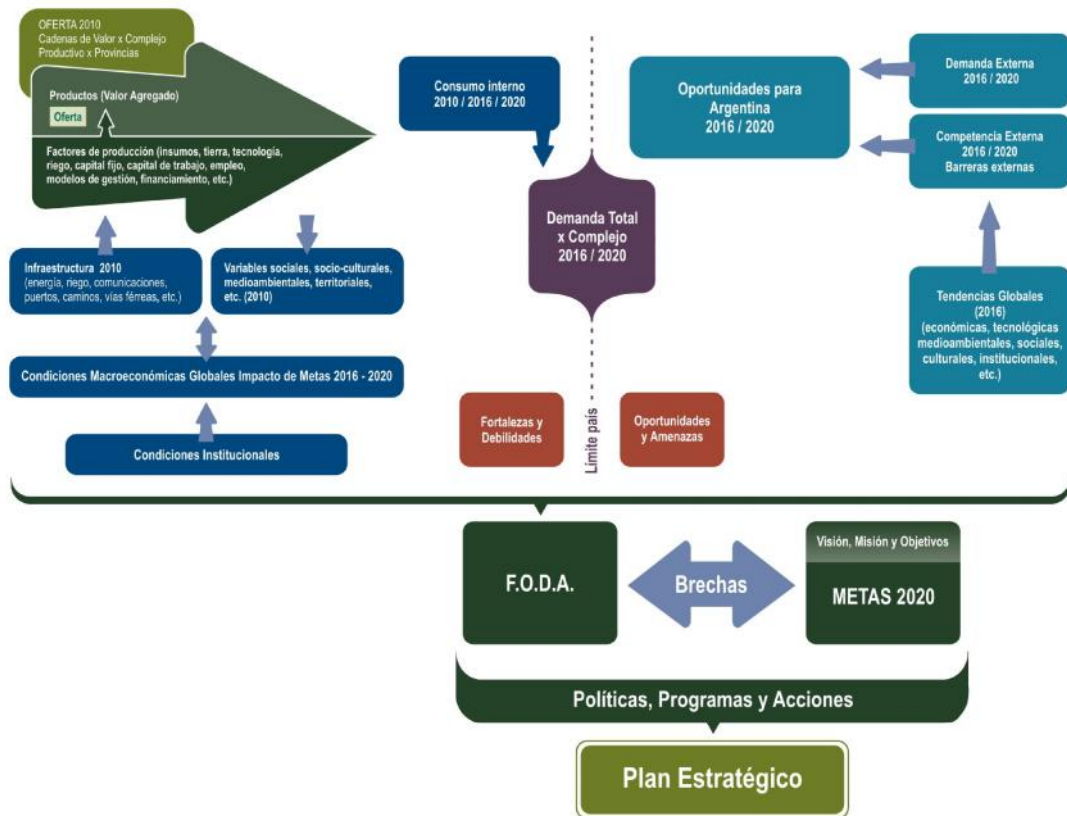 OFERTA 2010
Cadenas de Valor x Complejo
Productivo x Provincias
Productos (Valor Agregado)
Oferta
Factores de producción (insumos, tierra, tecnología,
riego, capital fijo, capital de trabajo, empleo,
modelos de gestión, financiamiento, etc.)
Infraestructura 2010
(energía, riego, comunicaciones,
puertos, caminos, vías férreas, etc.)
Variables sociales, socio-culturales,
medioambientales, territoriales,
etc. (2010)
Condiciones Macroeconómicas Globales Impacto de Metas 2016 - 2020
Condiciones Institucionales
Consumo interno
2010 / 2016 / 2020
Demanda Total
x Complejo
2016 / 2020
Oportunidades para
Argentina
2016 / 2020
Demanda Externa
2016 / 2020
Competencia Externa
2016 / 2020
Barreras externas
Tendencias Globales
(2016)
(económicas, tecnológicas
medioambientales, sociales,
culturales, institucionales,
etc.)
Fortalezas y
Debilidades
Límite país
Oportunidades
y Amenazas
F.O.D.A.
Brechas
Visión, Misión y Objetivos
METAS 2020
Políticas, Programas y Acciones
Plan Estratégico